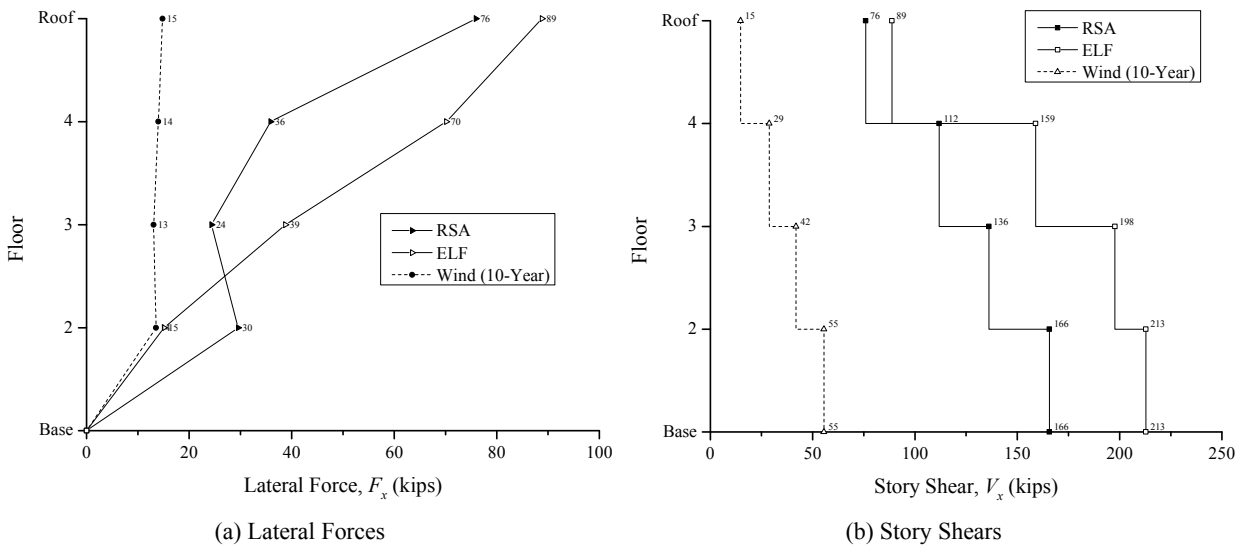 Roof
4
3
2
Base
Floor
15
76
89
14
36
70
13
24
39
15
30
RSA
ELF
Wind (10-Year)
0
20
40
60
80
100
Lateral Force, Fx (kips)
(a) Lateral Forces
Roof
4
3
2
Base
Floor
15
76
89
29
112
159
42
136
198
55
166
213
55
166
213
RSA
ELF
Wind (10-Year)
0
50
100
150
200
250
Story Shear, Vx (kips)
(b) Story Shears